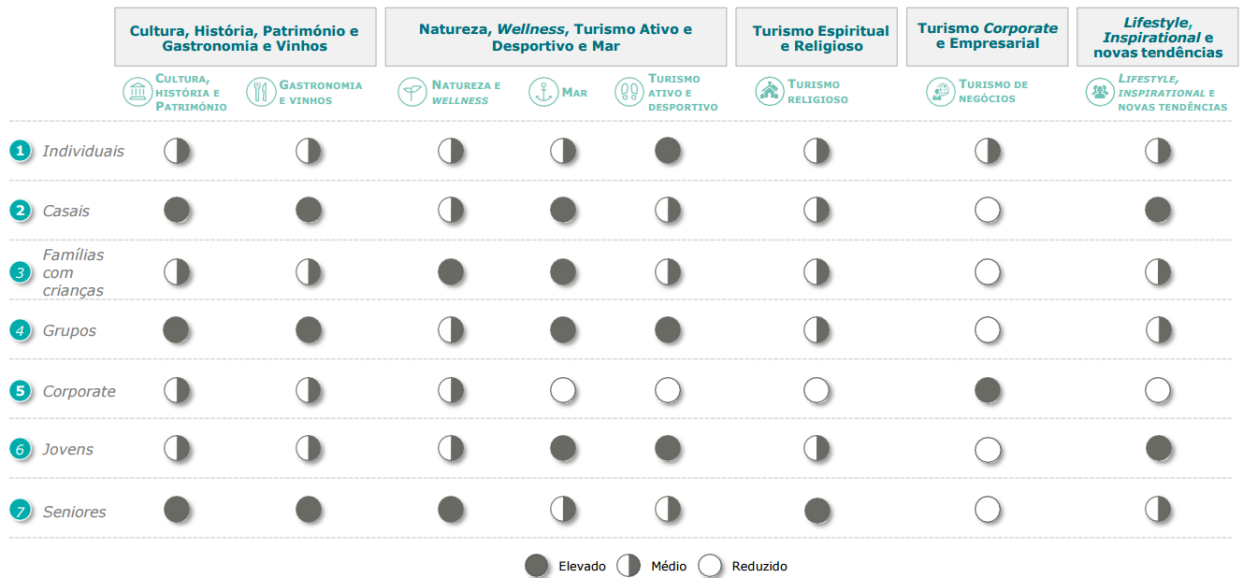 Cultura, História, Património e
Gastronomia e Vinhos
Natureza, Wellness, Turismo Ativo e
Desportivo e Mar
Turismo Espiritual
e Religioso
Turismo Corporate
e Empresarial
Lifestyle,
Inspirational e
novas tendências
CULTURA,
HISTÓRIA E
PATRIMÓNIO
GASTRONOMIA
E VINHOS
NATUREZA E
WELLNESS
MAR
TURISMO
ATIVO E
DESPORTIVO
TURISMO
RELIGIOSO
TURISMO DE
NEGÓCIOS
LIFESTYLE,
INSPIRATIONAL E
NOVAS TENDÊNCIAS
1 Individuais
2 Casais
3 Famílias
com
crianças
4 Grupos
5 Corporate
6 Jovens
7 Seniores
Elevado Médio Reduzido